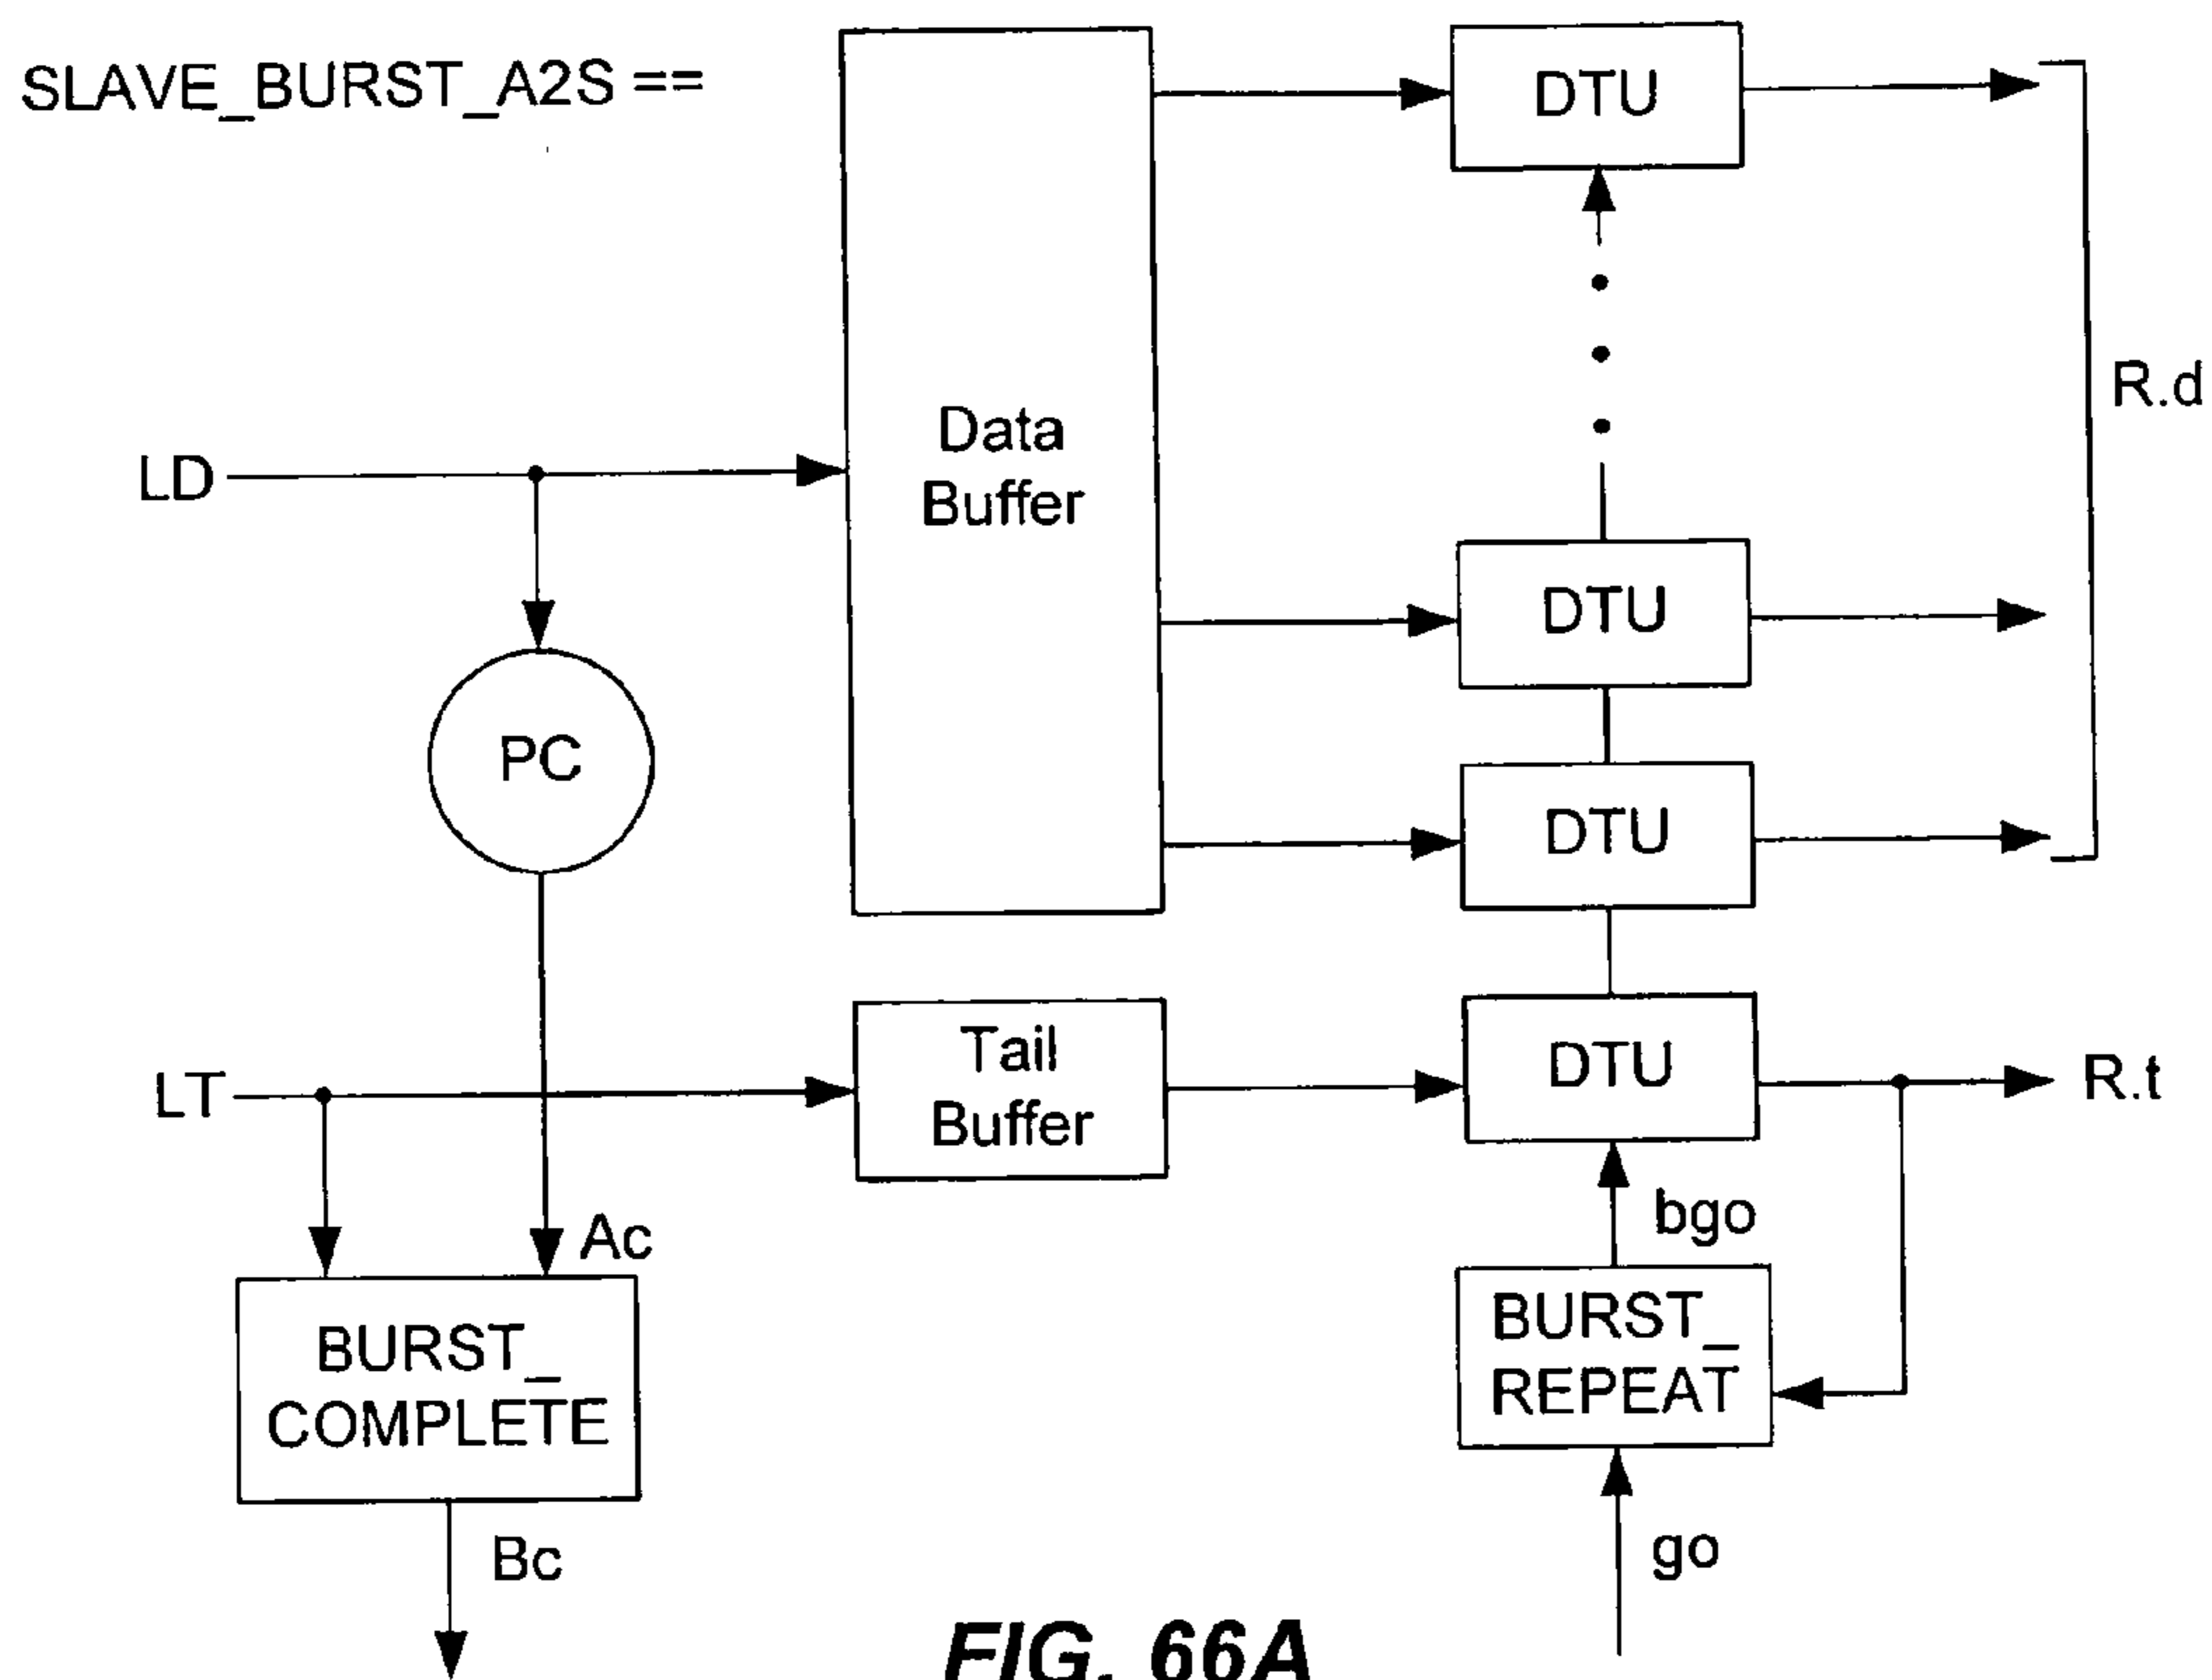 SLAVE_BURST_A2S ==
DTU
R.d
Data
Buffer
LD
DTU
PC
DTU
Tail
Buffer
DTU
LT
R.t
Ac
bgo
BURST_
COMPLETE
BURST_
REPEAT
Bc
go
FIG. 66A